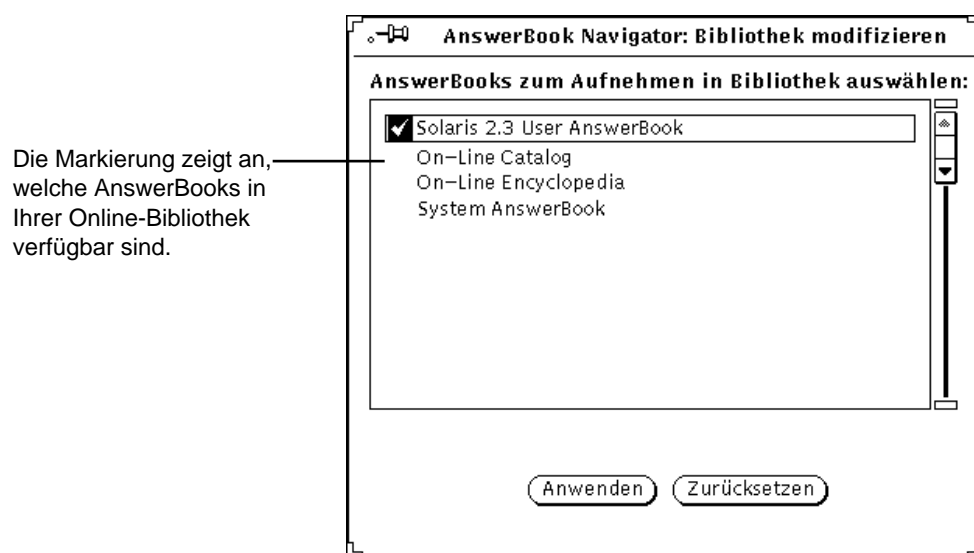 AnswerBook Navigator: Bibliothek modifizieren
AnswerBooks zum Aufnehmen in Bibliothek auswählen:
Solaris 2.3 User AnswerBook
On-Line Catalog
On-Line Encyclopedia
System AnswerBook
Die Markierung zeigt an,
welche AnswerBooks in
Ihrer Online-Bibliothek
verfügbar sind.
Anwenden
Zurücksetzen